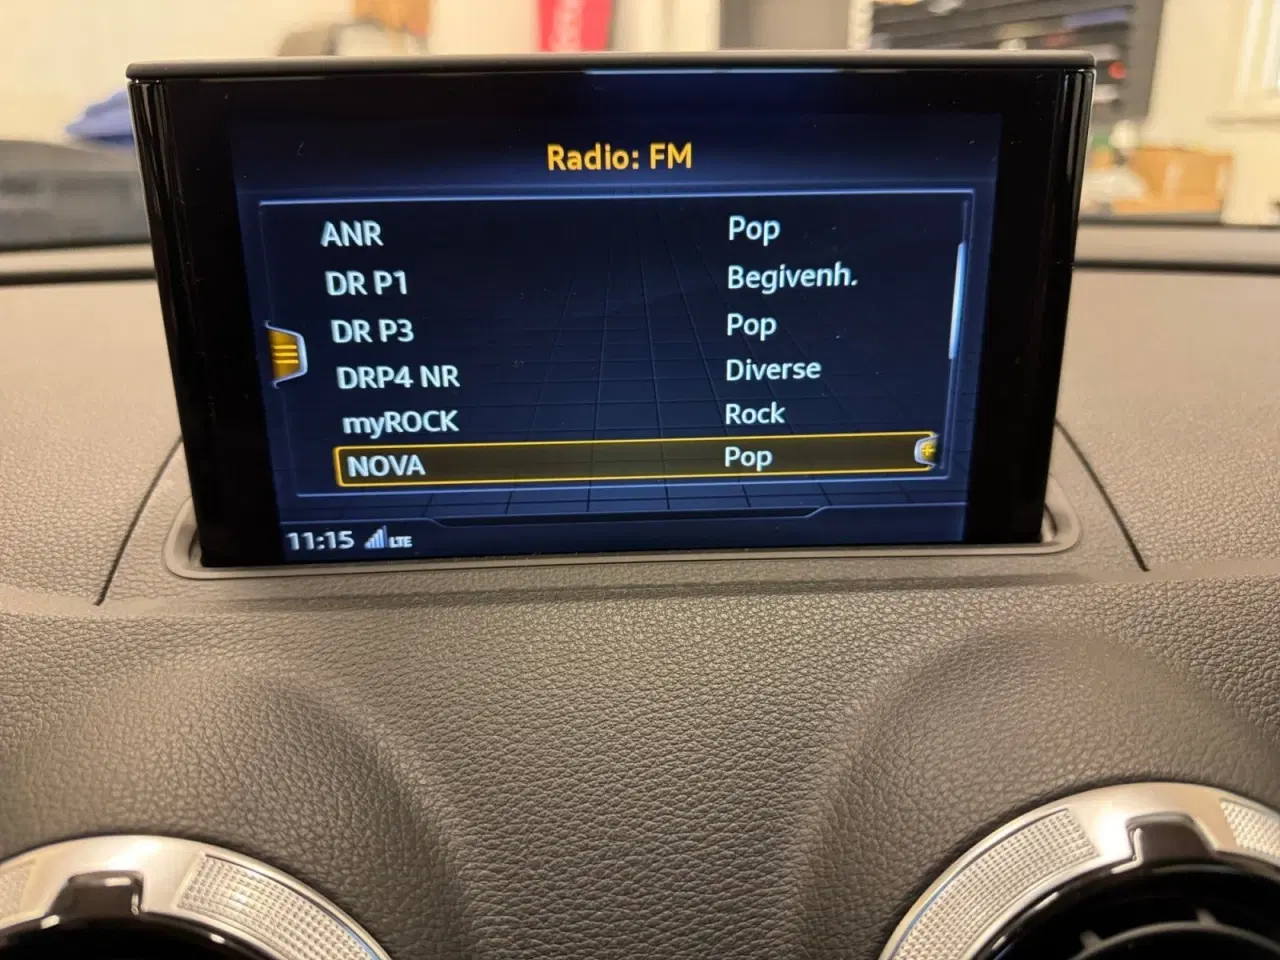 Radio: FM
ANR Pop
DR P1 Begivenh.
DR P3 Pop
DRP4 NR Diverse
myROCK Rock
NOVA Pop
11:15 LTE